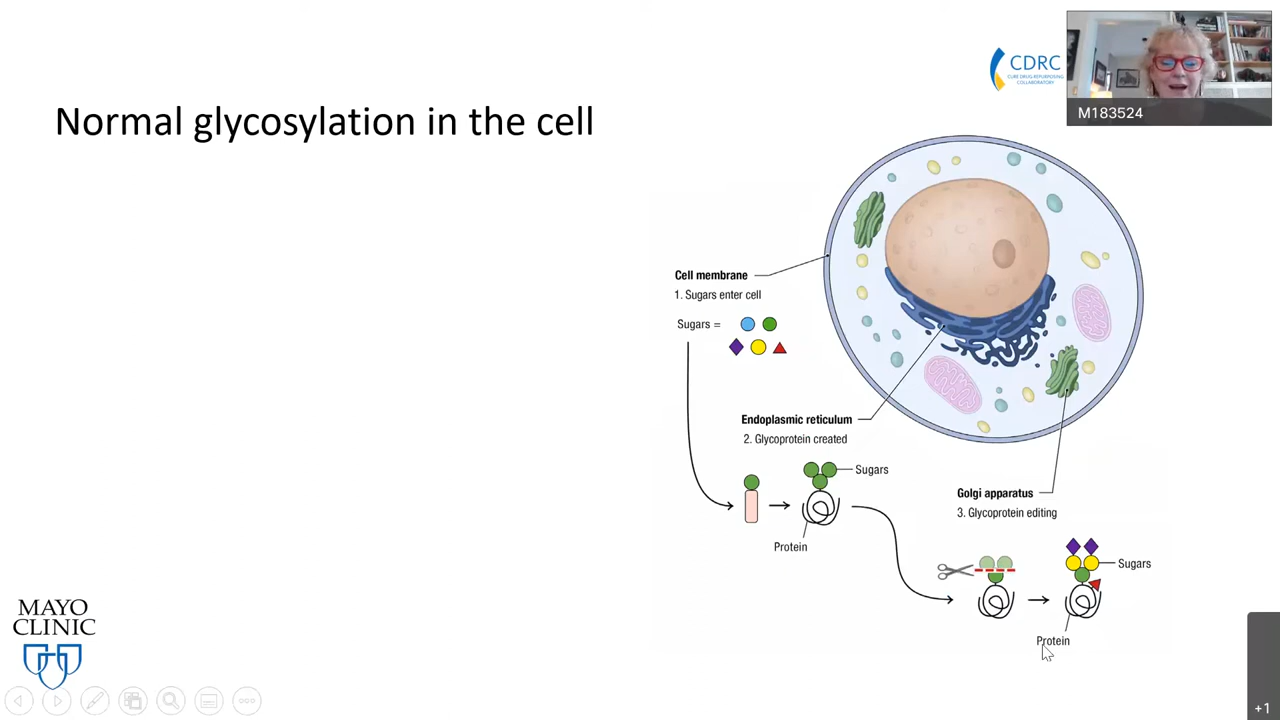 CDRC
CURE DRUG REPURPOSING
COLLABORATORY
M183524
Normal glycosylation in the cell
Cell membrane
1. Sugars enter cell
Sugars =
Endoplasmic reticulum
2. Glycoprotein created
Sugars
Protein
Golgi apparatus
3. Glycoprotein editing
Sugars
Protein
MAYO
CLINIC
+1